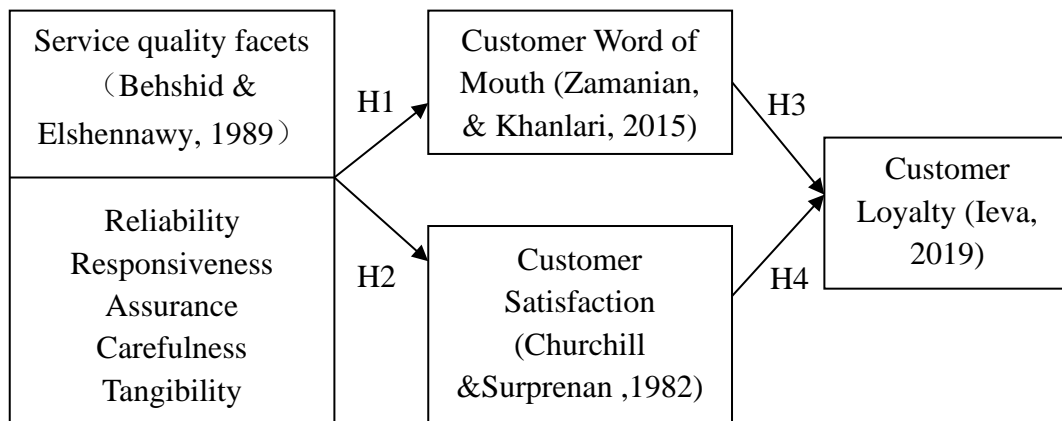 Service quality facets
（Behshid &
Elshennawy, 1989）
Reliability
Responsiveness
Assurance
Carefulness
Tangibility
H1
H2
Customer Word of
Mouth (Zamanian,
& Khanlari, 2015)
Customer
Satisfaction
(Churchill
&Surprenan ,1982)
H3
H4
Customer
Loyalty (Ieva,
2019)